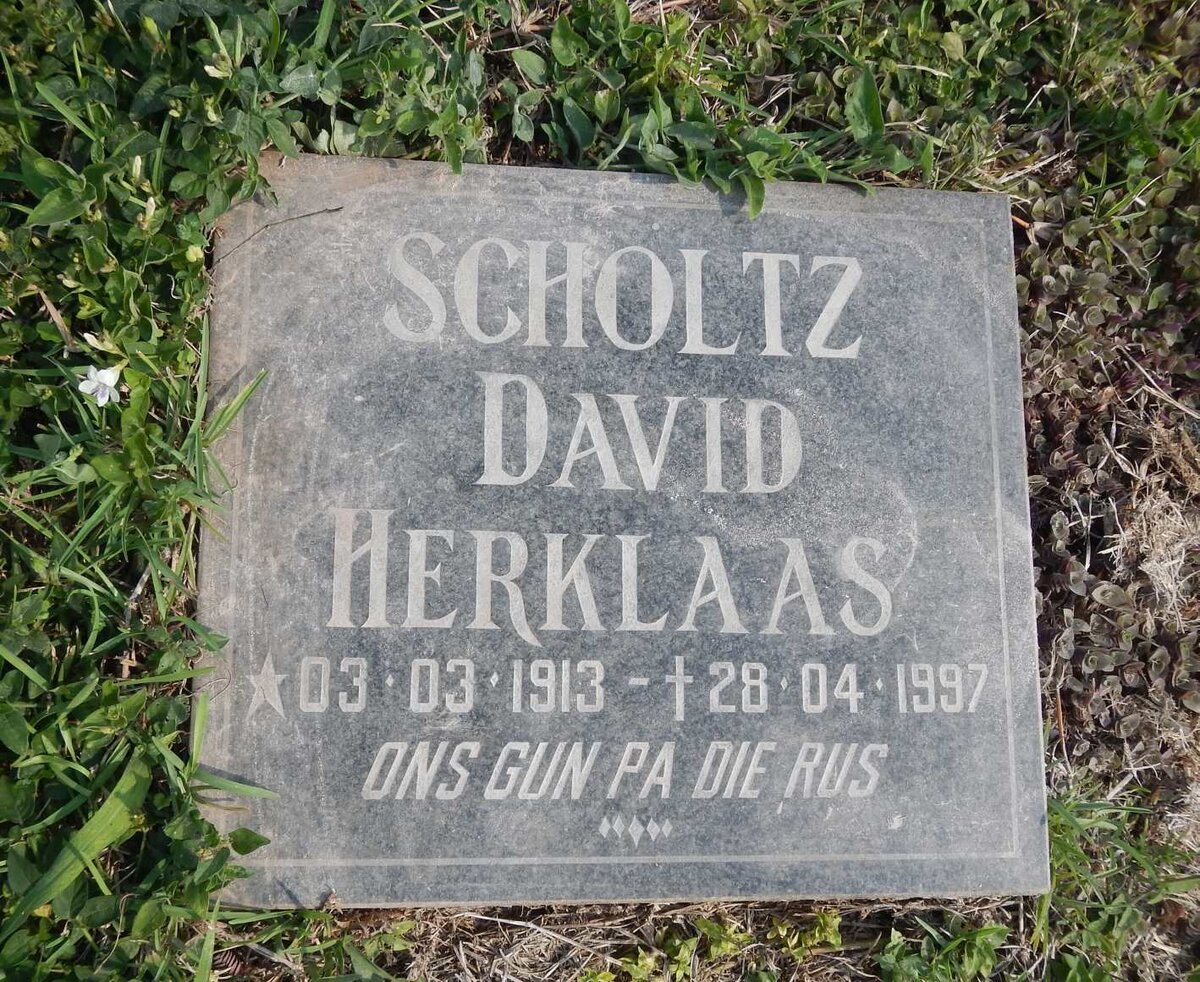 SCHOLTZ
DAVID
HERKLAAS
★03·03·1913 - †28·04·1997
ONS GUN PA DIE RUS